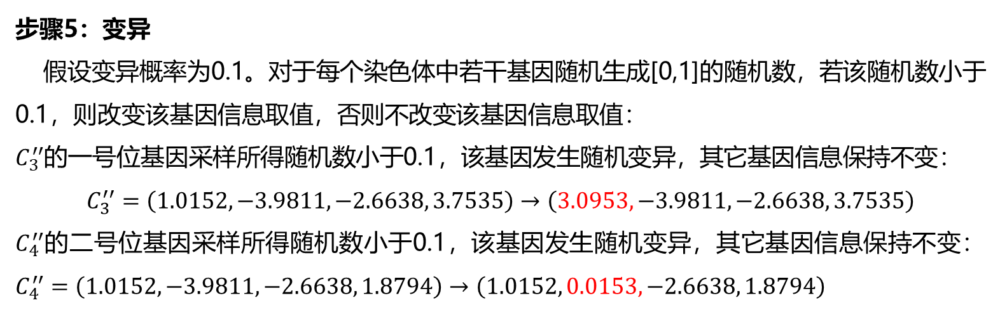 步骤5：变异
假设变异概率为0.1。对于每个染色体中若干基因随机生成[0,1]的随机数，若该随机数小于
0.1，则改变该基因信息取值，否则不改变该基因信息取值：
C₃″的一号位基因采样所得随机数小于0.1，该基因发生随机变异，其它基因信息保持不变：
C₃″ = (1.0152, −3.9811, −2.6638, 3.7535) → (3.0953, −3.9811, −2.6638, 3.7535)
C₄″的二号位基因采样所得随机数小于0.1，该基因发生随机变异，其它基因信息保持不变：
C₄″ = (1.0152, −3.9811, −2.6638, 1.8794) → (1.0152, 0.0153, −2.6638, 1.8794)